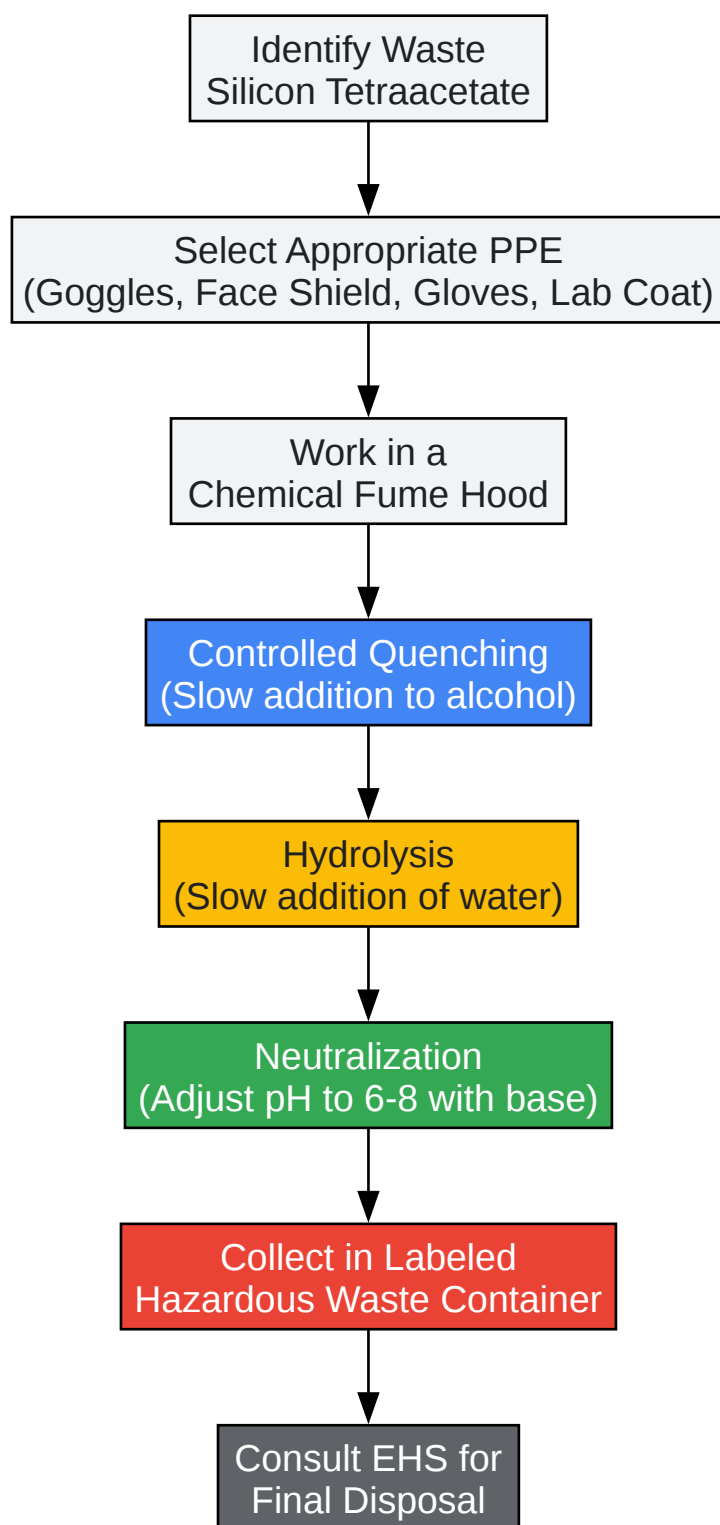 Identify Waste
Silicon Tetraacetate
Select Appropriate PPE
(Goggles, Face Shield, Gloves, Lab Coat)
Work in a
Chemical Fume Hood
Controlled Quenching
(Slow addition to alcohol)
Hydrolysis
(Slow addition of water)
Neutralization
(Adjust pH to 6-8 with base)
Collect in Labeled
Hazardous Waste Container
Consult EHS for
Final Disposal